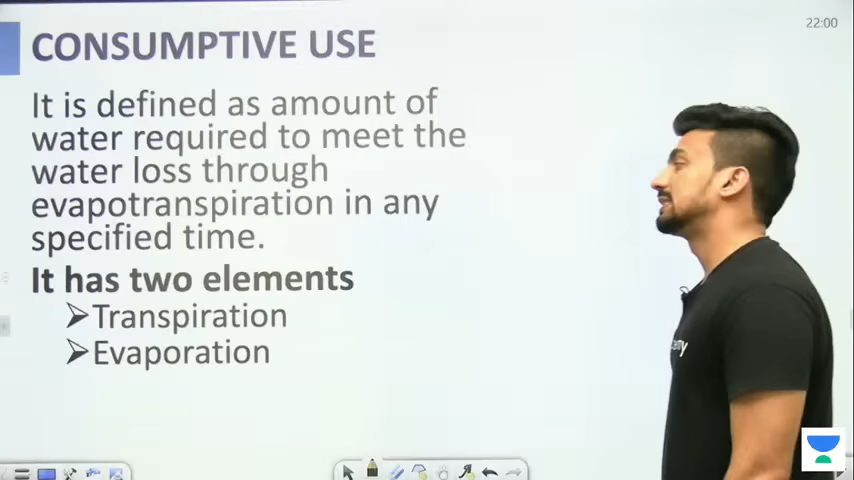 22:00
CONSUMPTIVE USE
It is defined as amount of
water required to meet the
water loss through
evapotranspiration in any
specified time.
It has two elements
➢Transpiration
➢Evaporation